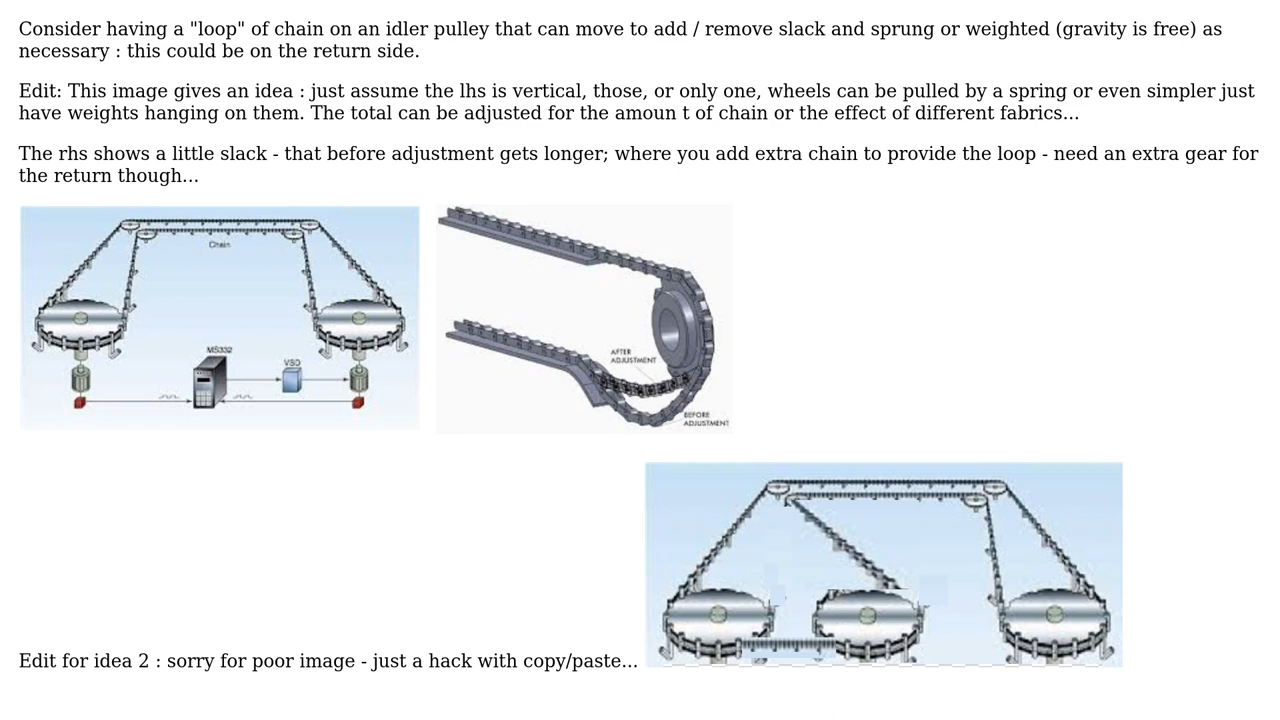 Consider having a "loop" of chain on an idler pulley that can move to add / remove slack and sprung or weighted (gravity is free) as
necessary : this could be on the return side.
Edit: This image gives an idea : just assume the lhs is vertical, those, or only one, wheels can be pulled by a spring or even simpler just
have weights hanging on them. The total can be adjusted for the amoun t of chain or the effect of different fabrics...
The rhs shows a little slack - that before adjustment gets longer; where you add extra chain to provide the loop - need an extra gear for
the return though...
Chain
MS332
VSD
AFTER
ADJUSTMENT
BEFORE
ADJUSTMENT
Edit for idea 2 : sorry for poor image - just a hack with copy/paste...